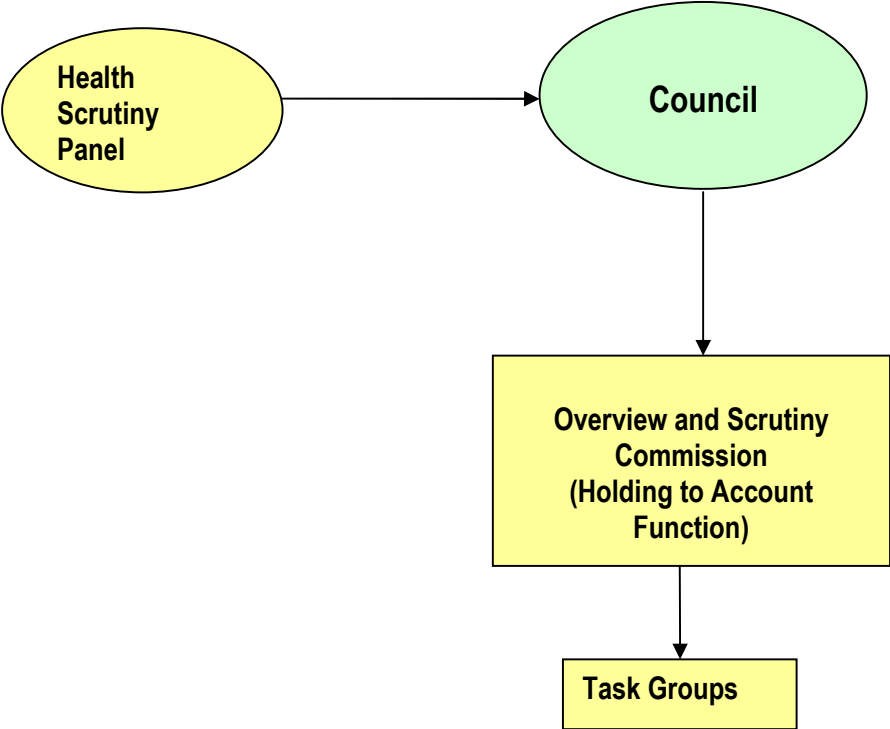 Health
Scrutiny
Panel
Council
Overview and Scrutiny
Commission
(Holding to Account
Function)
Task Groups